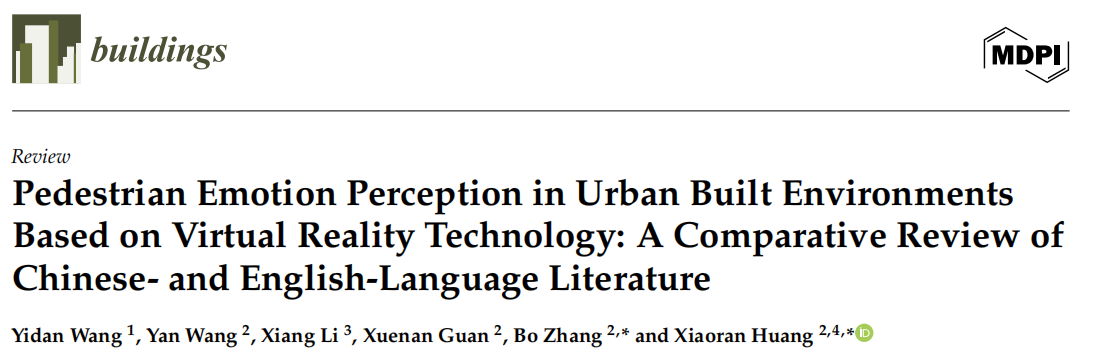 buildings
MDPI
Review
Pedestrian Emotion Perception in Urban Built Environments
Based on Virtual Reality Technology: A Comparative Review of
Chinese- and English-Language Literature
Yidan Wang 1, Yan Wang 2, Xiang Li 3, Xuenan Guan 2, Bo Zhang 2,* and Xiaoran Huang 2,4,* iD